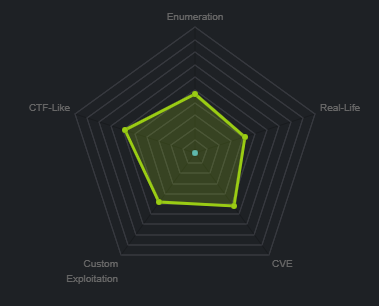 Enumeration
CTF-Like
Real-Life
Custom
Exploitation
CVE